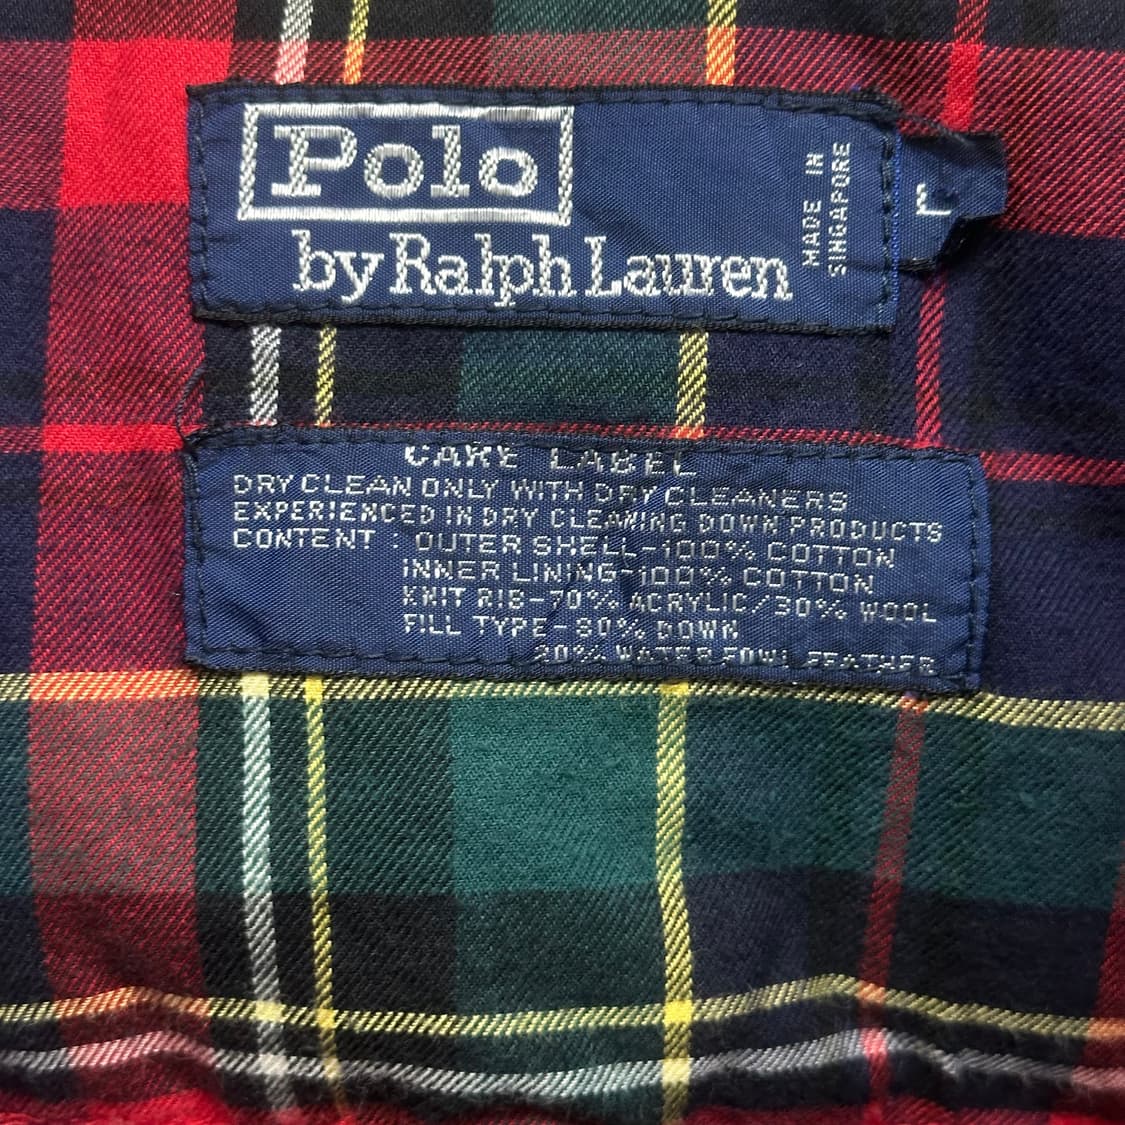 Polo
by Ralph Lauren
MADE IN
SINGAPORE
L
CARE LABEL
DRY CLEAN ONLY WITH DRY CLEANERS
EXPERIENCED IN DRY CLEANING DOWN PRODUCTS
CONTENT : OUTER SHELL-100% COTTON
INNER LINING-100% COTTON
KNIT RIB-70% ACRYLIC/30% WOOL
FILL TYPE-80% DOWN
20% WATER FOWL FEATHER